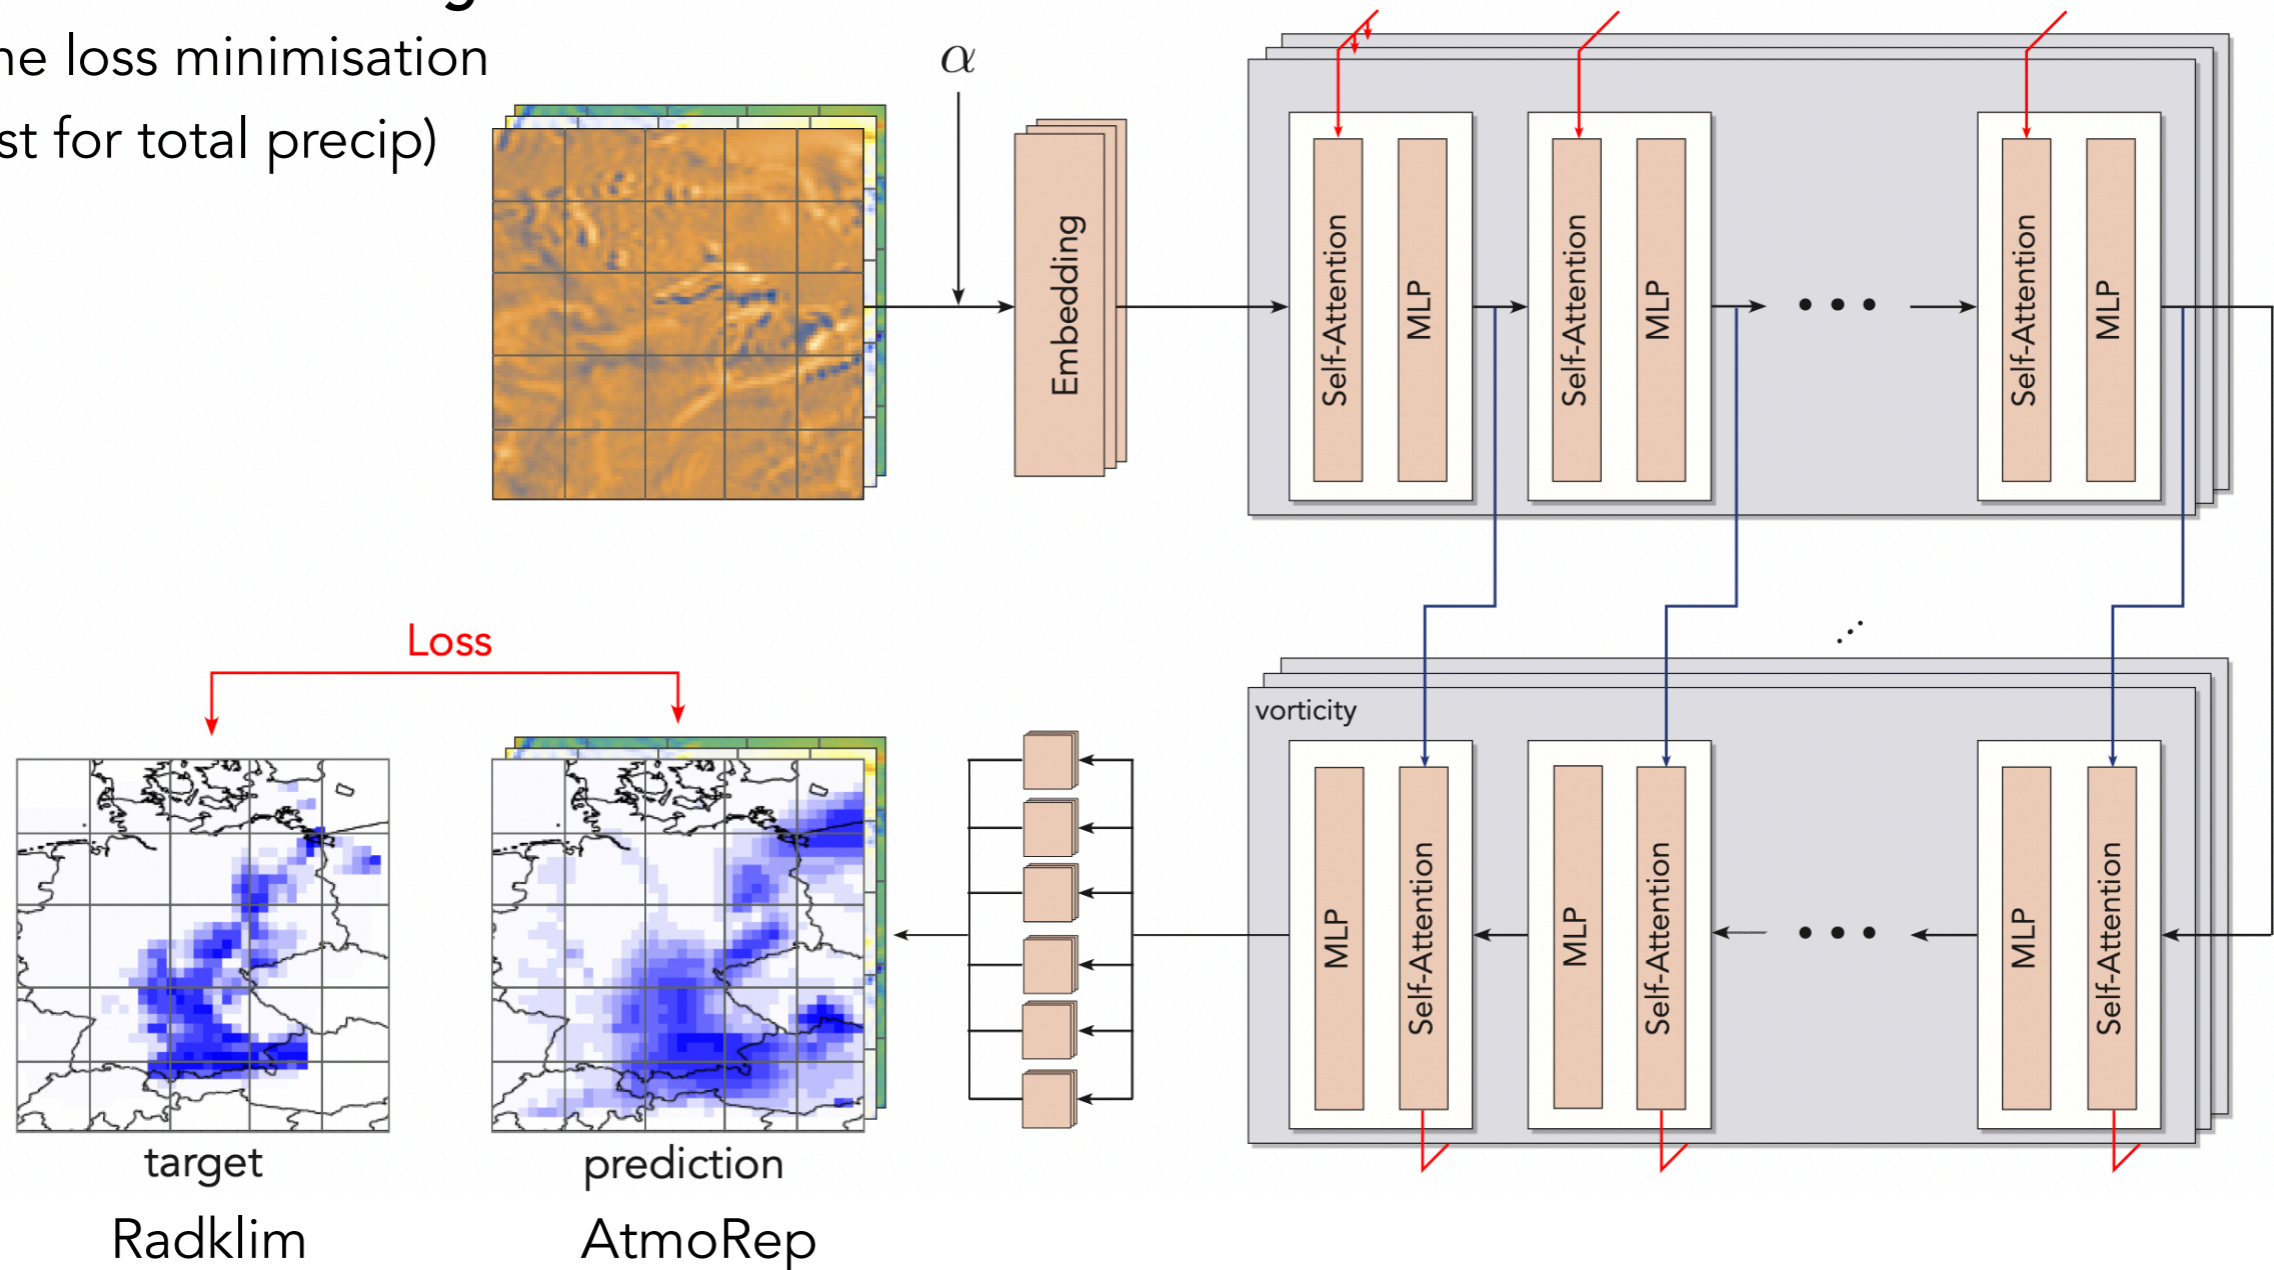 ne loss minimisation
st for total precip)
α
Embedding
Self-Attention
MLP
Self-Attention
MLP
Self-Attention
MLP
Loss
vorticity
MLP
Self-Attention
MLP
Self-Attention
MLP
Self-Attention
target
prediction
Radklim
AtmoRep